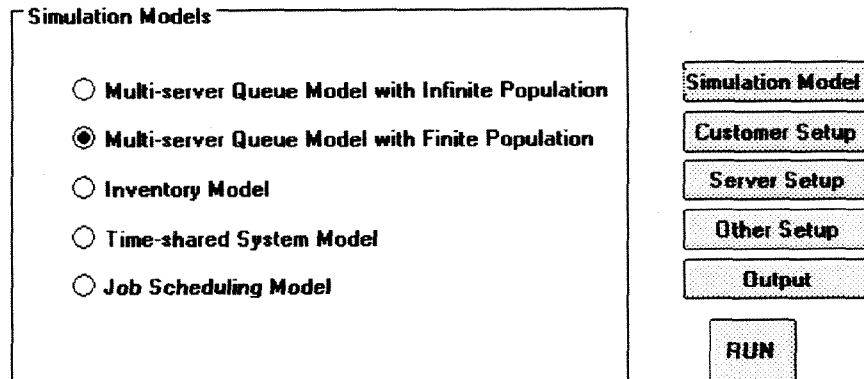 Simulation Models
Multi-server Queue Model with Infinite Population
Multi-server Queue Model with Finite Population
Inventory Model
Time-shared System Model
Job Scheduling Model
Simulation Model
Customer Setup
Server Setup
Other Setup
Output
RUN